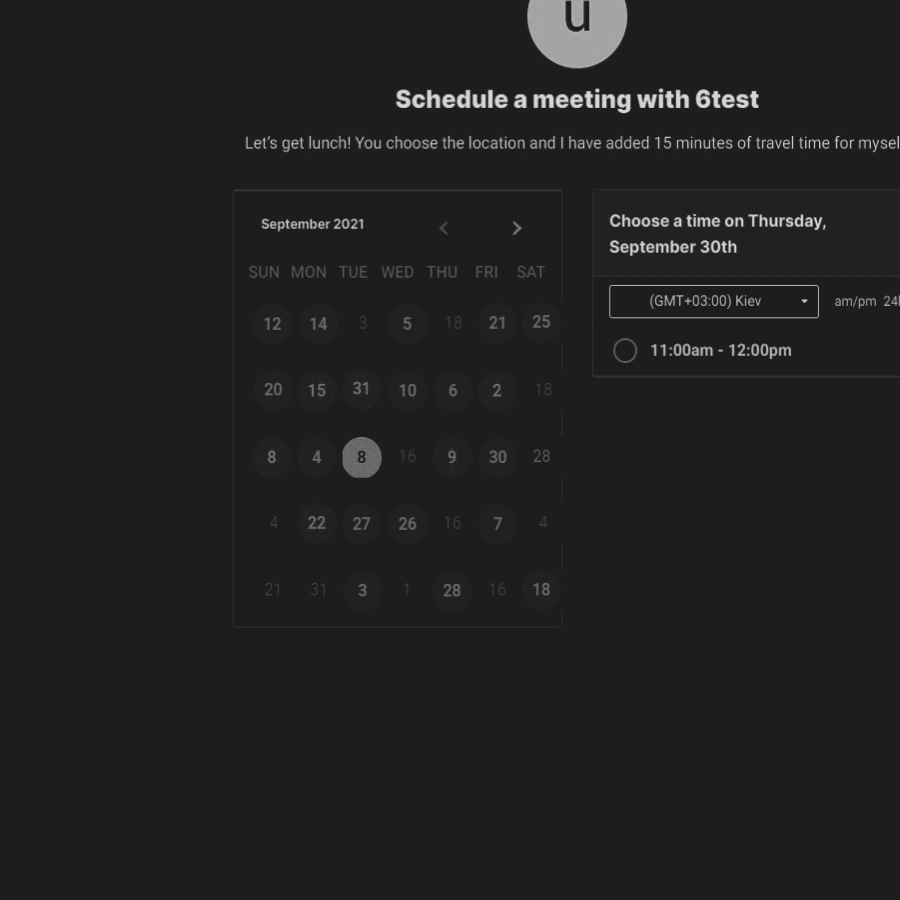 u
Schedule a meeting with 6test
Let's get lunch! You choose the location and I have added 15 minutes of travel time for mysel
September 2021
SUN MON TUE WED THU FRI SAT
12 14 3 5 18 21 25
20 15 31 10 6 2 18
8 4 8 16 9 30 28
4 22 27 26 16 7 4
21 31 3 1 28 16 18
Choose a time on Thursday,
September 30th
(GMT+03:00) Kiev am/pm 24h
11:00am - 12:00pm